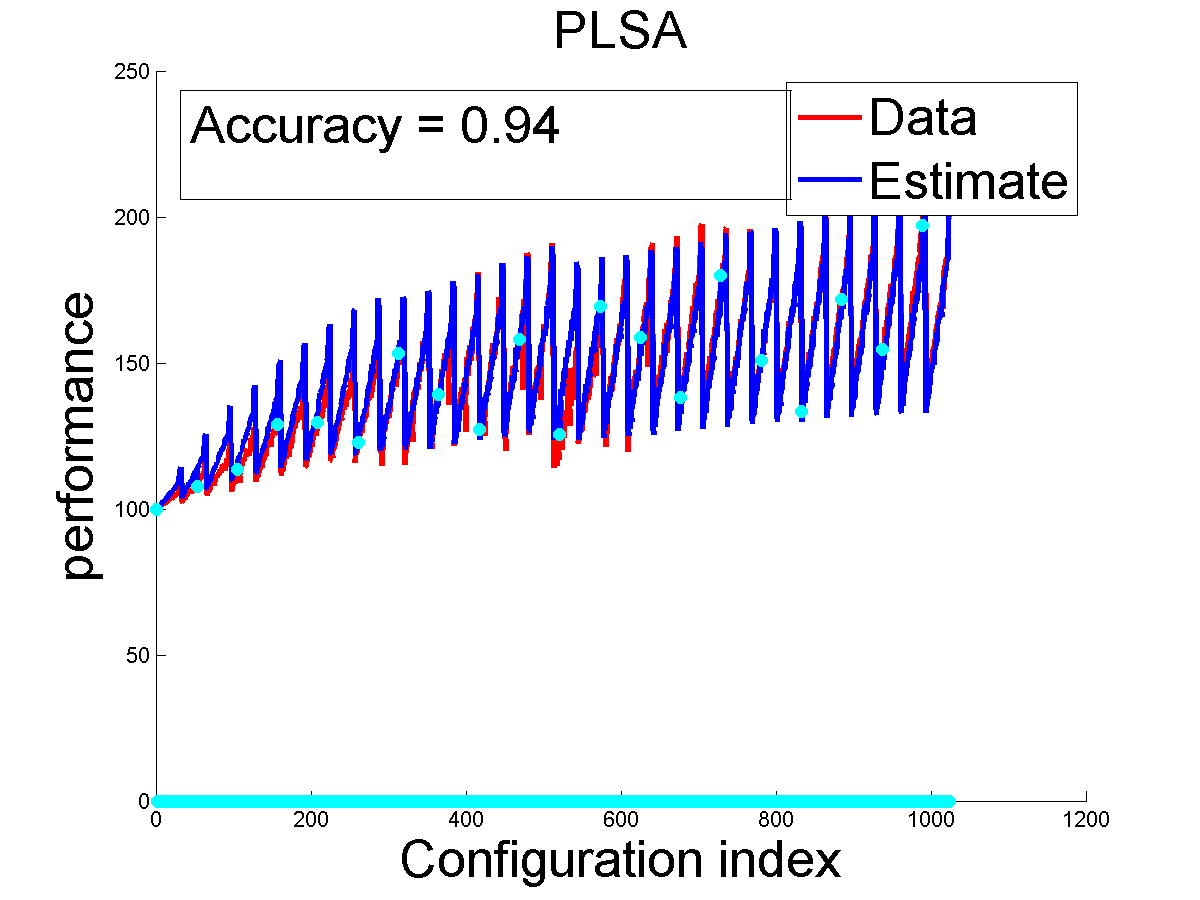 PLSA
250
Accuracy = 0.94
Data
Estimate
200
150
100
50
0
performance
0 200 400 600 800 1000 1200
Configuration index